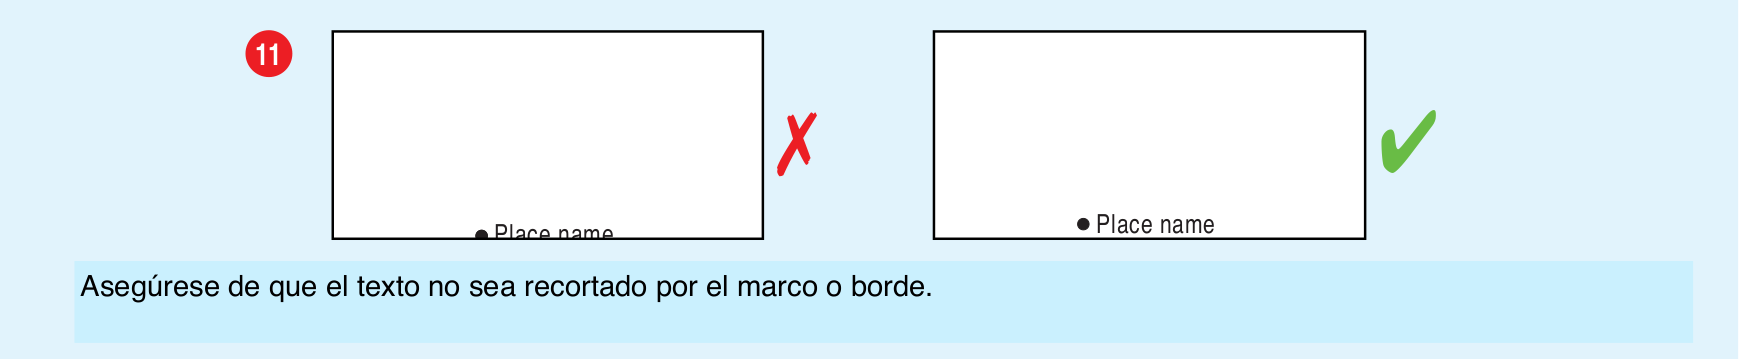 11
Place name
Place name
Asegúrese de que el texto no sea recortado por el marco o borde.